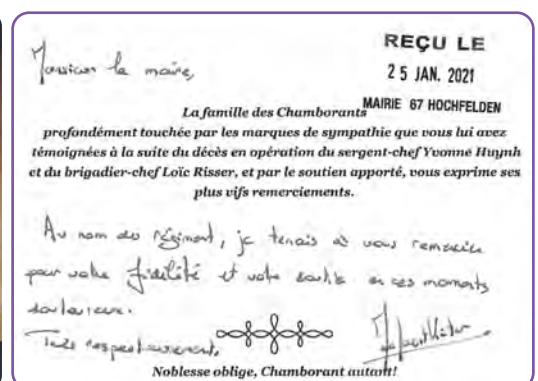 REÇU LE
25 JAN. 2021
MAIRIE 67 HOCHFELDEN
Monsieur le maire,
La famille des Chamborants
profondément touchée par les marques de sympathie que vous lui avez
témoignées à la suite du décès en opération du sergent-chef Yvonne Huynh
et du brigadier-chef Loïc Risser, et par le soutien apporté, vous exprime ses
plus vifs remerciements.
Au nom du régiment, je tenais à vous remercier
pour votre fidélité et votre soutien en ces moments
douloureux.
Très respectueusement,
Noblesse oblige, Chamborant autant!